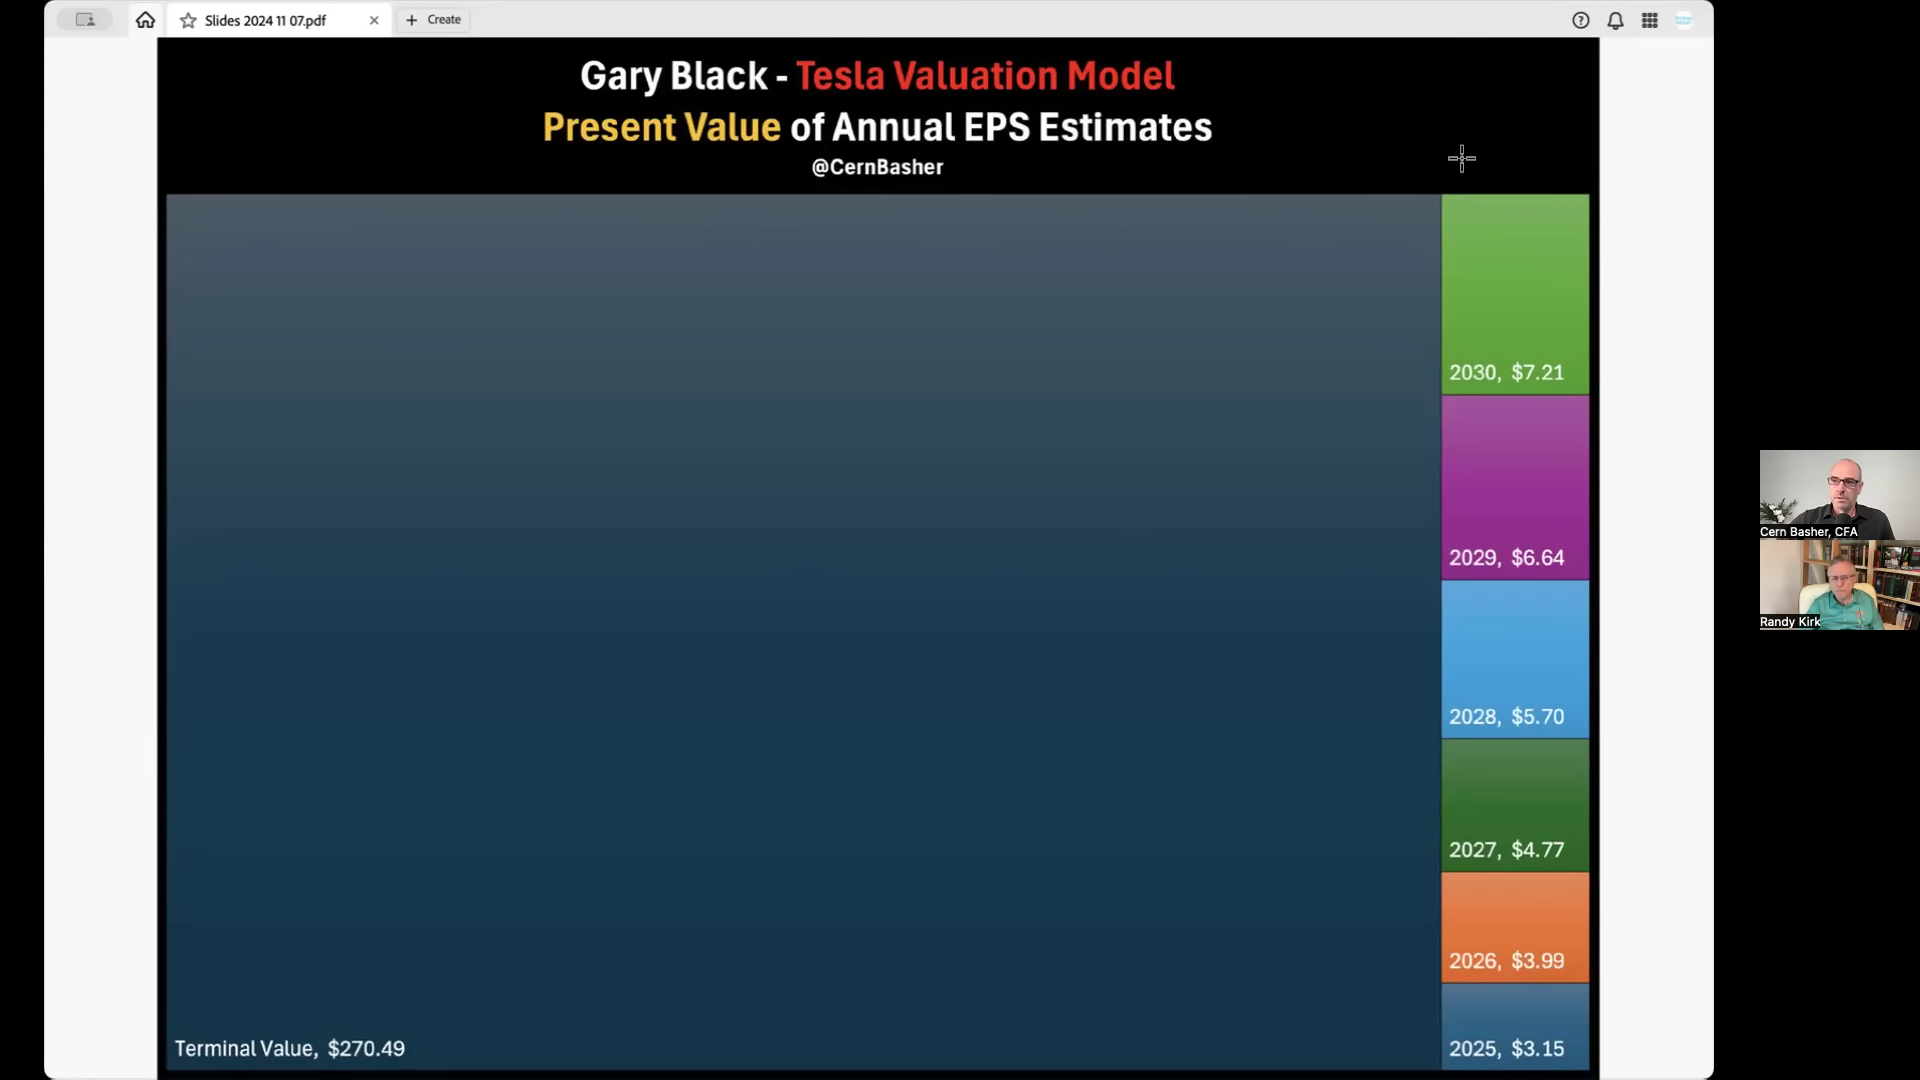 Slides 2024 11 07.pdf
Create
Gary Black - Tesla Valuation Model
Present Value of Annual EPS Estimates
@CernBasher
2030, $7.21
2029, $6.64
2028, $5.70
2027, $4.77
2026, $3.99
2025, $3.15
Terminal Value, $270.49
Cern Basher, CFA
Randy Kirk